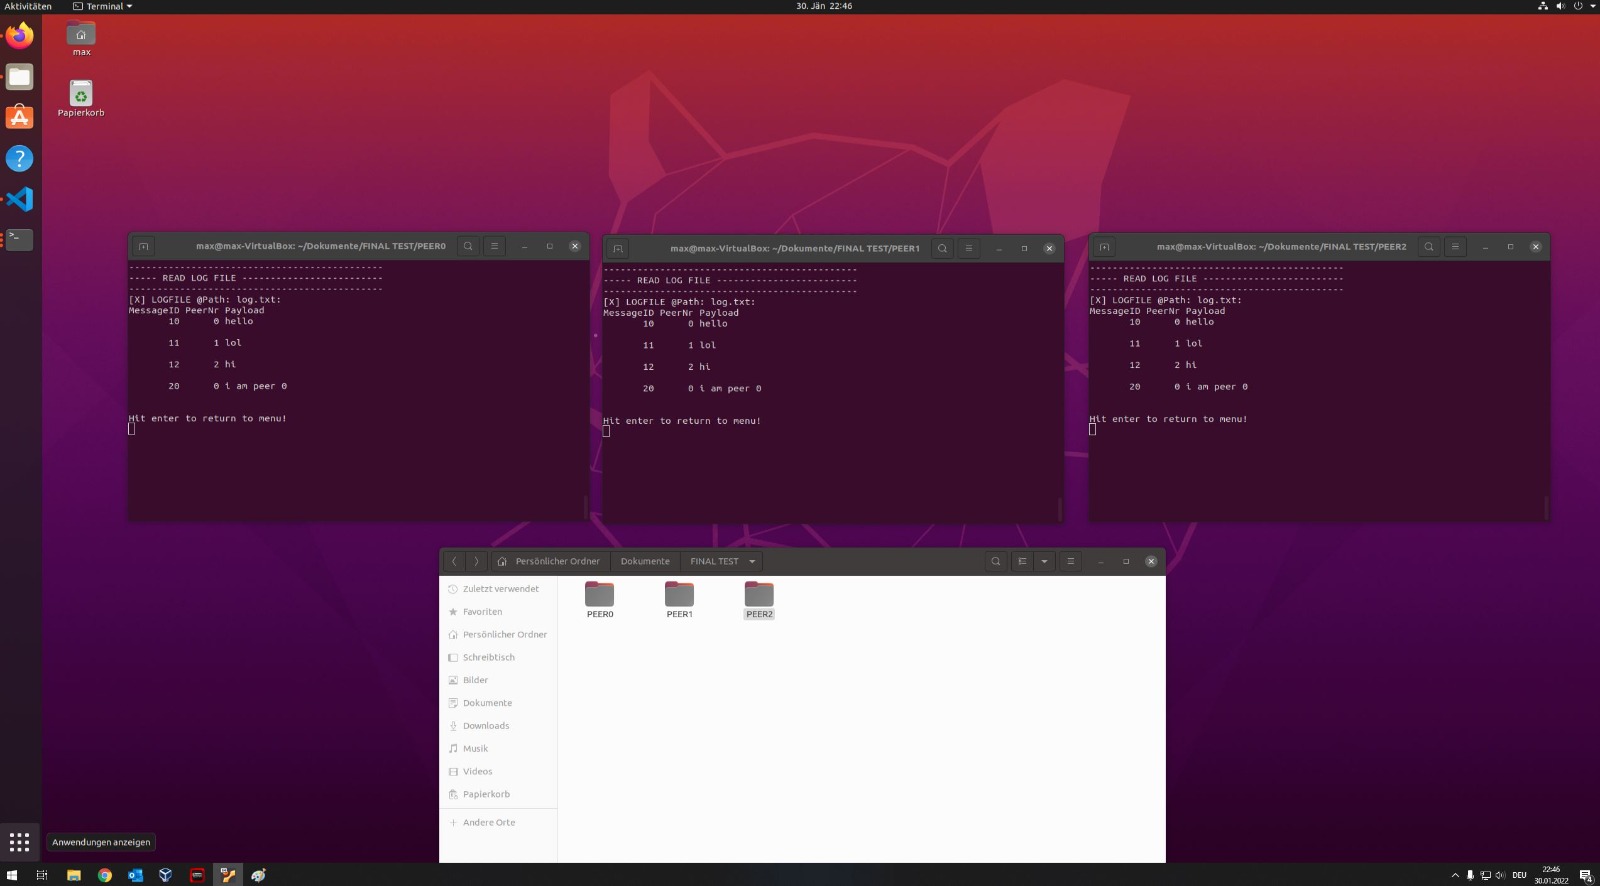 Aktivitäten
Terminal
30. Jän 22:46
max
Papierkorb
max@max-VirtualBox: ~/Dokumente/FINAL TEST/PEER0
--------------------------------------------
----- READ LOG FILE ------------------------
--------------------------------------------
[X] LOGFILE @Path: log.txt:
MessageID PeerNr Payload
10 0 hello
11 1 lol
12 2 hi
20 0 i am peer 0
Hit enter to return to menu!
max@max-VirtualBox: ~/Dokumente/FINAL TEST/PEER1
--------------------------------------------
----- READ LOG FILE ------------------------
--------------------------------------------
[X] LOGFILE @Path: log.txt:
MessageID PeerNr Payload
10 0 hello
11 1 lol
12 2 hi
20 0 i am peer 0
Hit enter to return to menu!
max@max-VirtualBox: ~/Dokumente/FINAL TEST/PEER2
--------------------------------------------
----- READ LOG FILE ------------------------
--------------------------------------------
[X] LOGFILE @Path: log.txt:
MessageID PeerNr Payload
10 0 hello
11 1 lol
12 2 hi
20 0 i am peer 0
Hit enter to return to menu!
Persönlicher Ordner
Dokumente
FINAL TEST
Zuletzt verwendet
Favoriten
Persönlicher Ordner
Schreibtisch
Bilder
Dokumente
Downloads
Musik
Videos
Papierkorb
Andere Orte
PEER0
PEER1
PEER2
Anwendungen anzeigen
DEU
22:46
30.01.2022